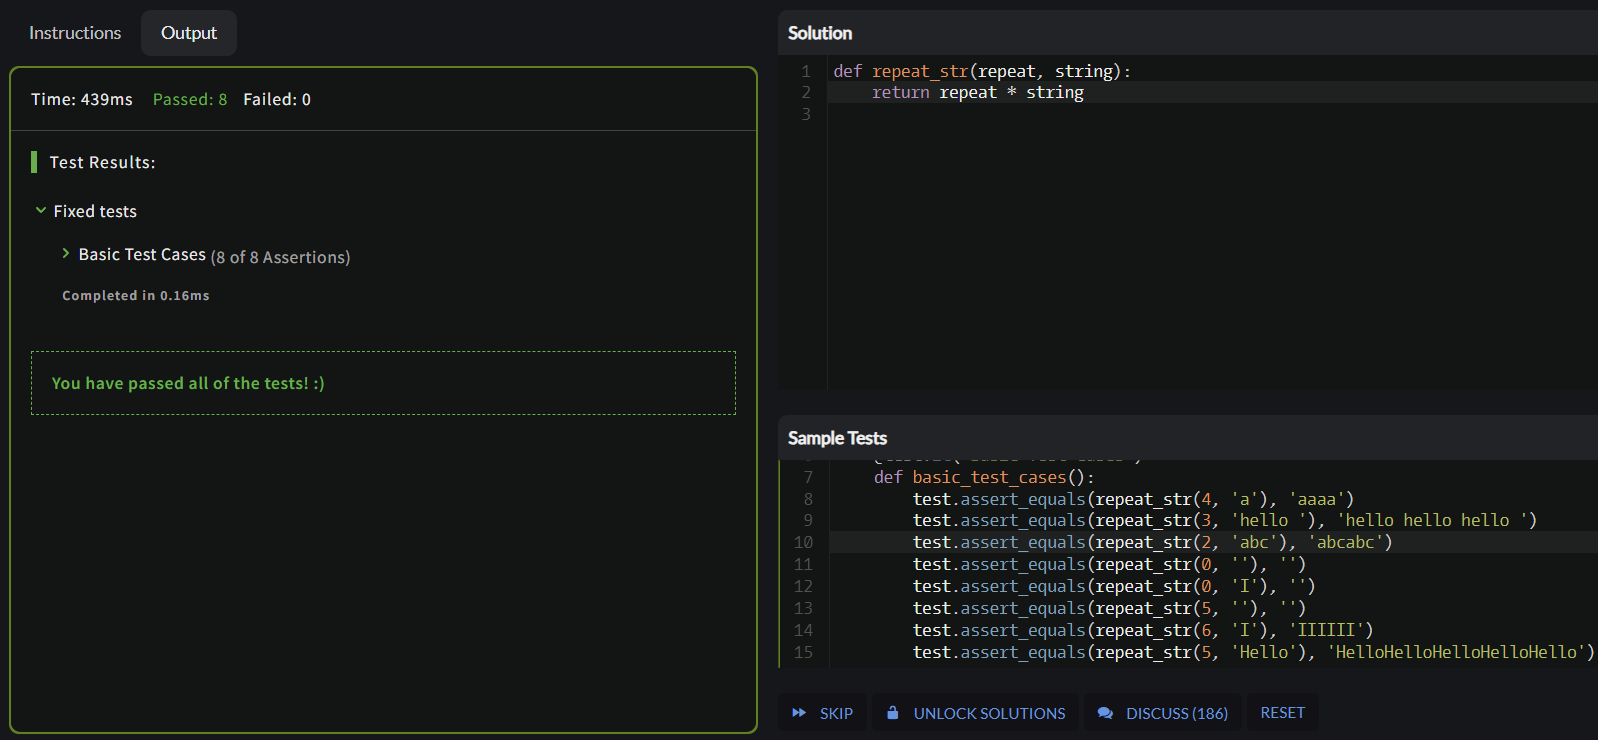 Instructions
Output
Time: 439ms Passed: 8 Failed: 0
Test Results:
Fixed tests
Basic Test Cases (8 of 8 Assertions)
Completed in 0.16ms
You have passed all of the tests! :)
Solution
1 def repeat_str(repeat, string):
2     return repeat * string
3
Sample Tests
7     def basic_test_cases():
8         test.assert_equals(repeat_str(4, 'a'), 'aaaa')
9         test.assert_equals(repeat_str(3, 'hello '), 'hello hello hello ')
10         test.assert_equals(repeat_str(2, 'abc'), 'abcabc')
11         test.assert_equals(repeat_str(0, ''), '')
12         test.assert_equals(repeat_str(0, 'I'), '')
13         test.assert_equals(repeat_str(5, ''), '')
14         test.assert_equals(repeat_str(6, 'I'), 'IIIIII')
15         test.assert_equals(repeat_str(5, 'Hello'), 'HelloHelloHelloHelloHello')
SKIP
UNLOCK SOLUTIONS
DISCUSS (186)
RESET